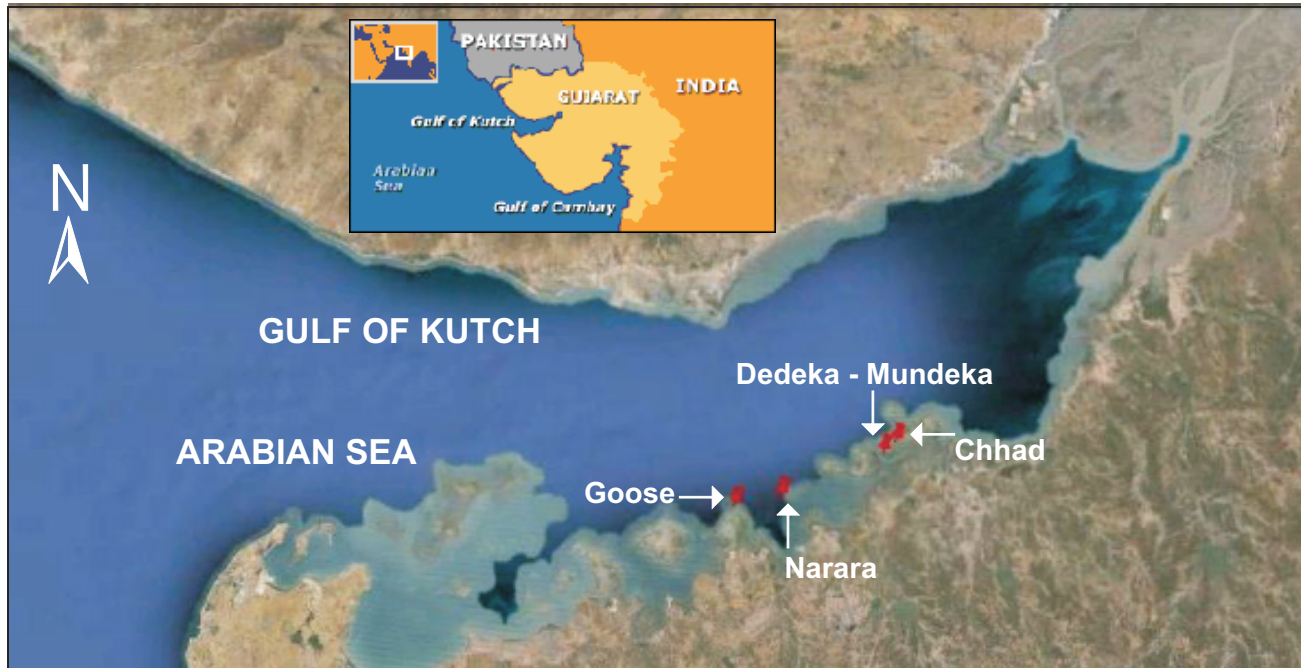 PAKISTAN
INDIA
GUJARAT
Gulf of Kutch
Arabian
Sea
Gulf of Cambay
N
GULF OF KUTCH
Dedeka - Mundeka
ARABIAN SEA
Chhad
Goose
Narara